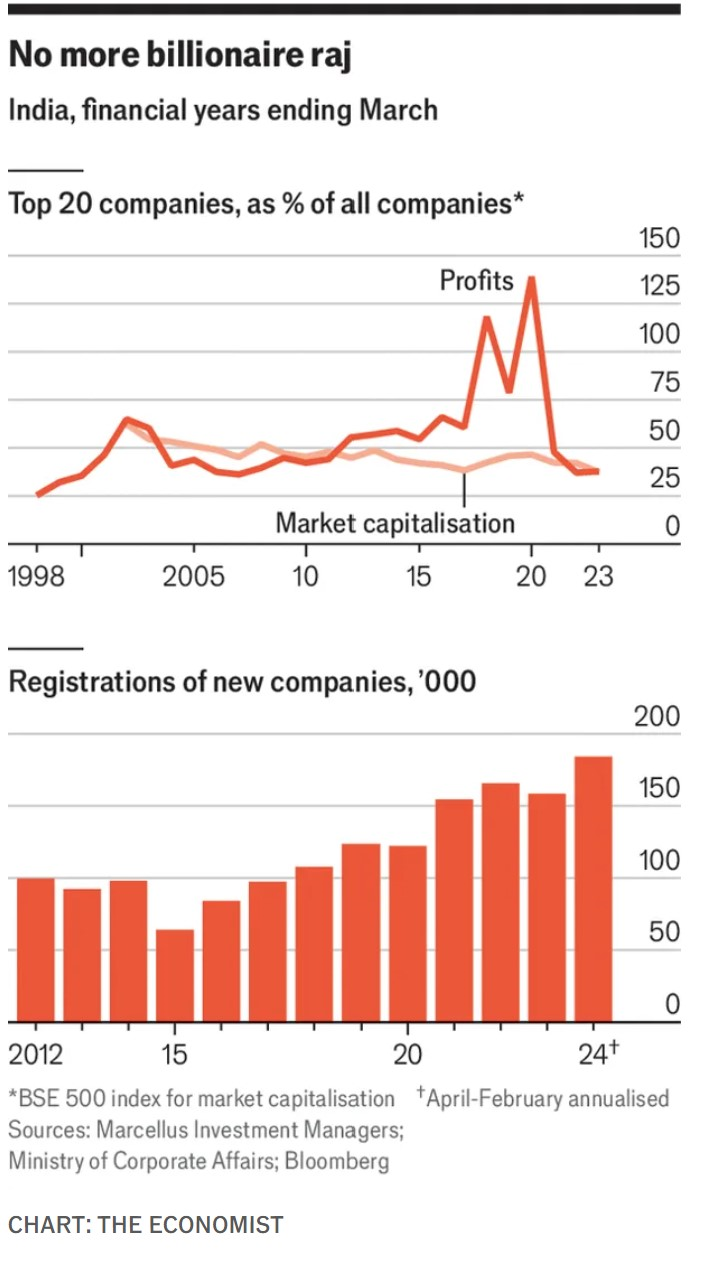 No more billionaire raj
India, financial years ending March
Top 20 companies, as % of all companies*
150
Profits
125
100
75
50
25
Market capitalisation
0
1998 2005 10 15 20 23
Registrations of new companies, ’000
200
150
100
50
0
2012 15 20 24†
*BSE 500 index for market capitalisation †April-February annualised
Sources: Marcellus Investment Managers;
Ministry of Corporate Affairs; Bloomberg
CHART: THE ECONOMIST